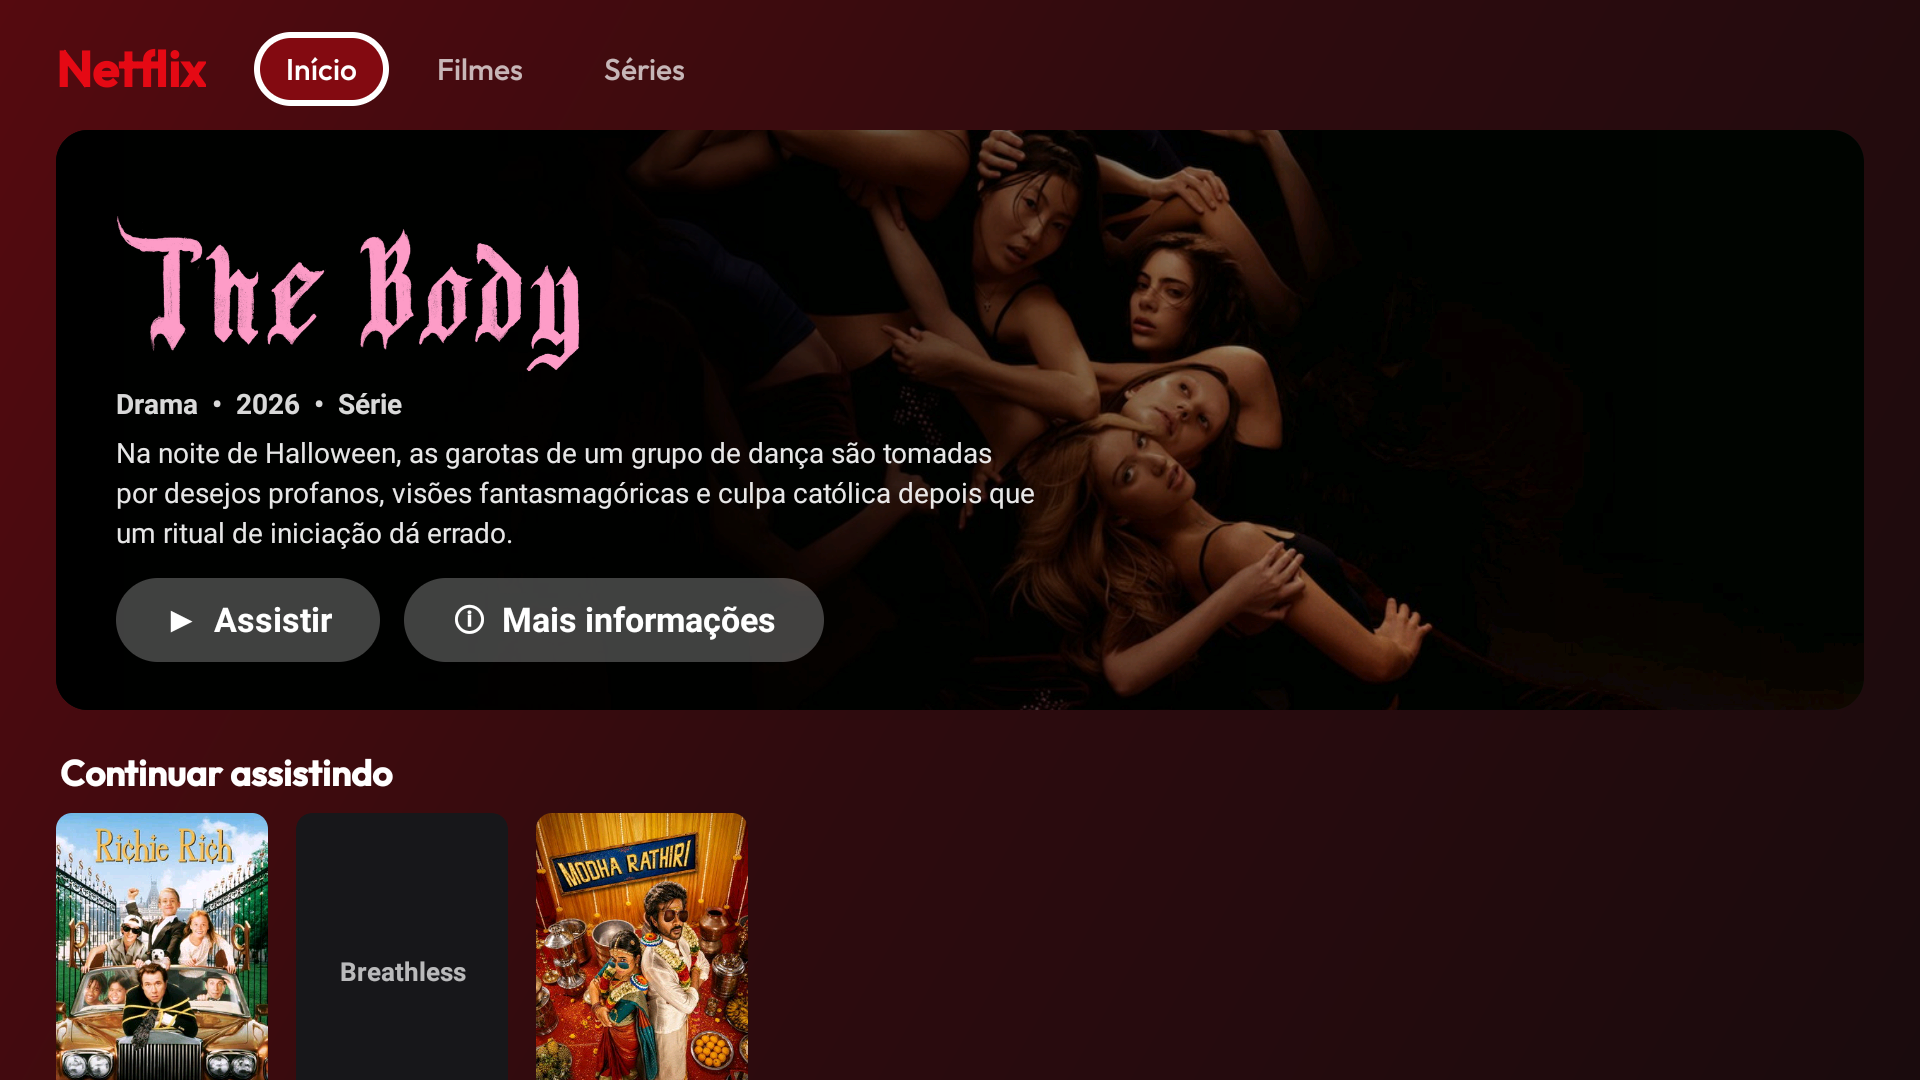 Netflix
Início
Filmes
Séries
The Body
Drama • 2026 • Série
Na noite de Halloween, as garotas de um grupo de dança são tomadas
por desejos profanos, visões fantasmagóricas e culpa católica depois que
um ritual de iniciação dá errado.
Assistir
Mais informações
Continuar assistindo
Richie Rich
Breathless
MODHA RATHIRI